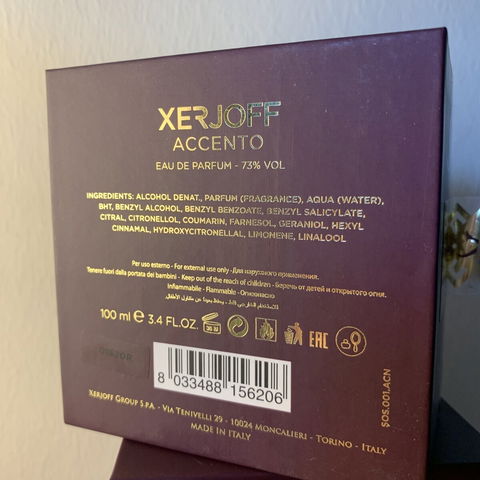 XERJOFF
ACCENTO
EAU DE PARFUM - 73% VOL
INGREDIENTS: ALCOHOL DENAT., PARFUM (FRAGRANCE), AQUA (WATER),
BHT, BENZYL ALCOHOL, BENZYL BENZOATE, BENZYL SALICYLATE,
CITRAL, CITRONELLOL, COUMARIN, FARNESOL, GERANIOL, HEXYL
CINNAMAL, HYDROXYCITRONELLAL, LIMONENE, LINALOOL
Per uso esterno - For external use only - Для наружного применения.
Tenere fuori dalla portata dei bambini - Keep out of the reach of children - Беречь от детей и открытого огня.
Infiammabile - Flammable - Огнеопасно
100 ml e 3.4 FL.OZ. 36 M EAC
8 033488 156206
XERJOFF GROUP S.P.A. - VIA TENIVELLI 29 - 10024 MONCALIERI - TORINO - ITALY
MADE IN ITALY
$OS.001.ACN